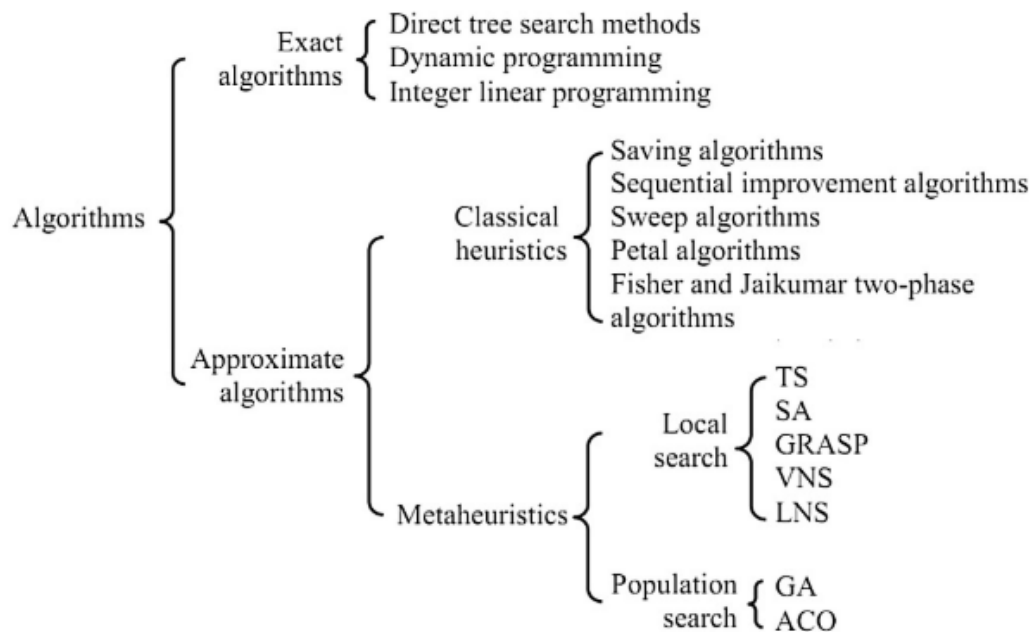 Algorithms
Exact
algorithms
Direct tree search methods
Dynamic programming
Integer linear programming
Approximate
algorithms
Classical
heuristics
Saving algorithms
Sequential improvement algorithms
Sweep algorithms
Petal algorithms
Fisher and Jaikumar two-phase
algorithms
Metaheuristics
Local
search
TS
SA
GRASP
VNS
LNS
Population
search
GA
ACO